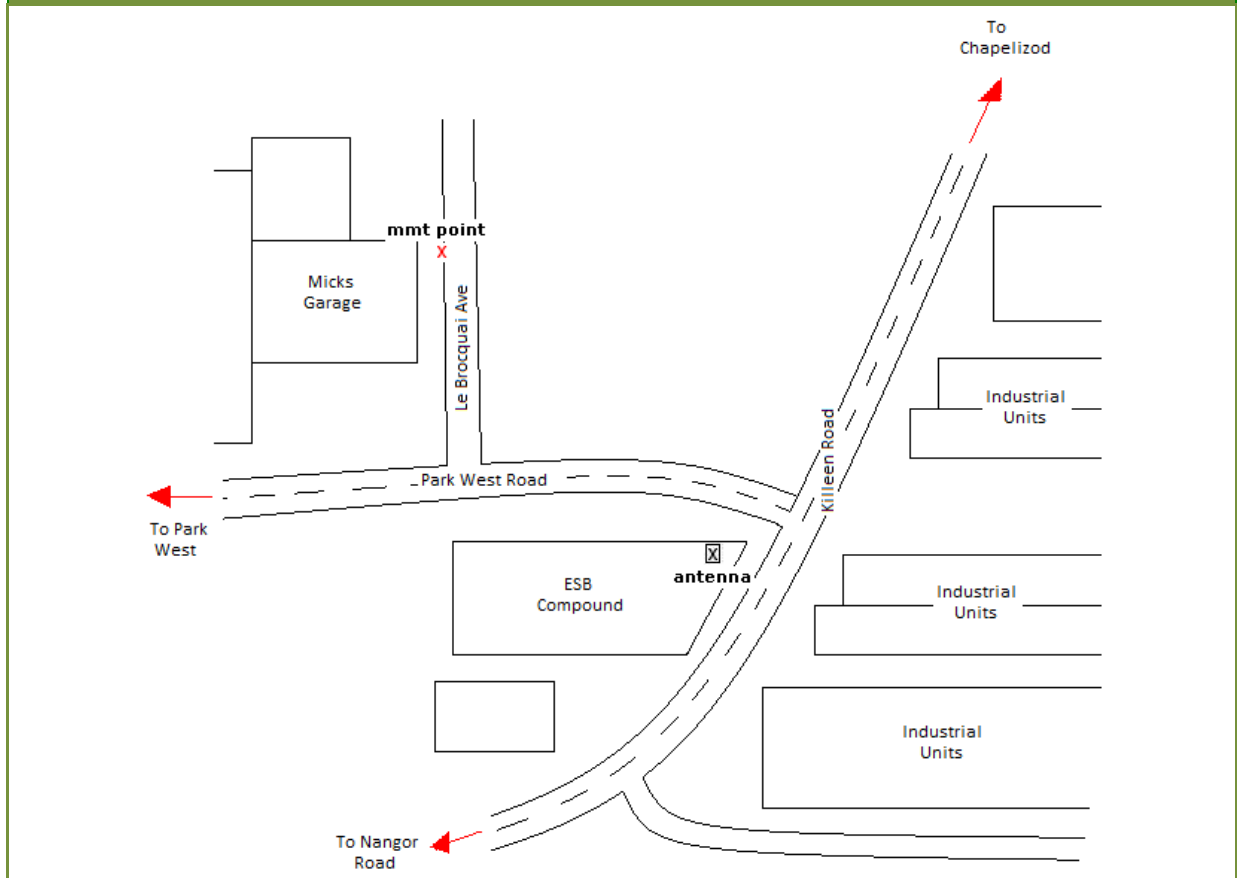 To
Chapelizod
mmt point
X
Micks
Garage
Le Brocquai Ave
Industrial
Units
Killeen Road
Park West Road
To Park
West
X
antenna
ESB
Compound
Industrial
Units
Industrial
Units
To Nangor
Road